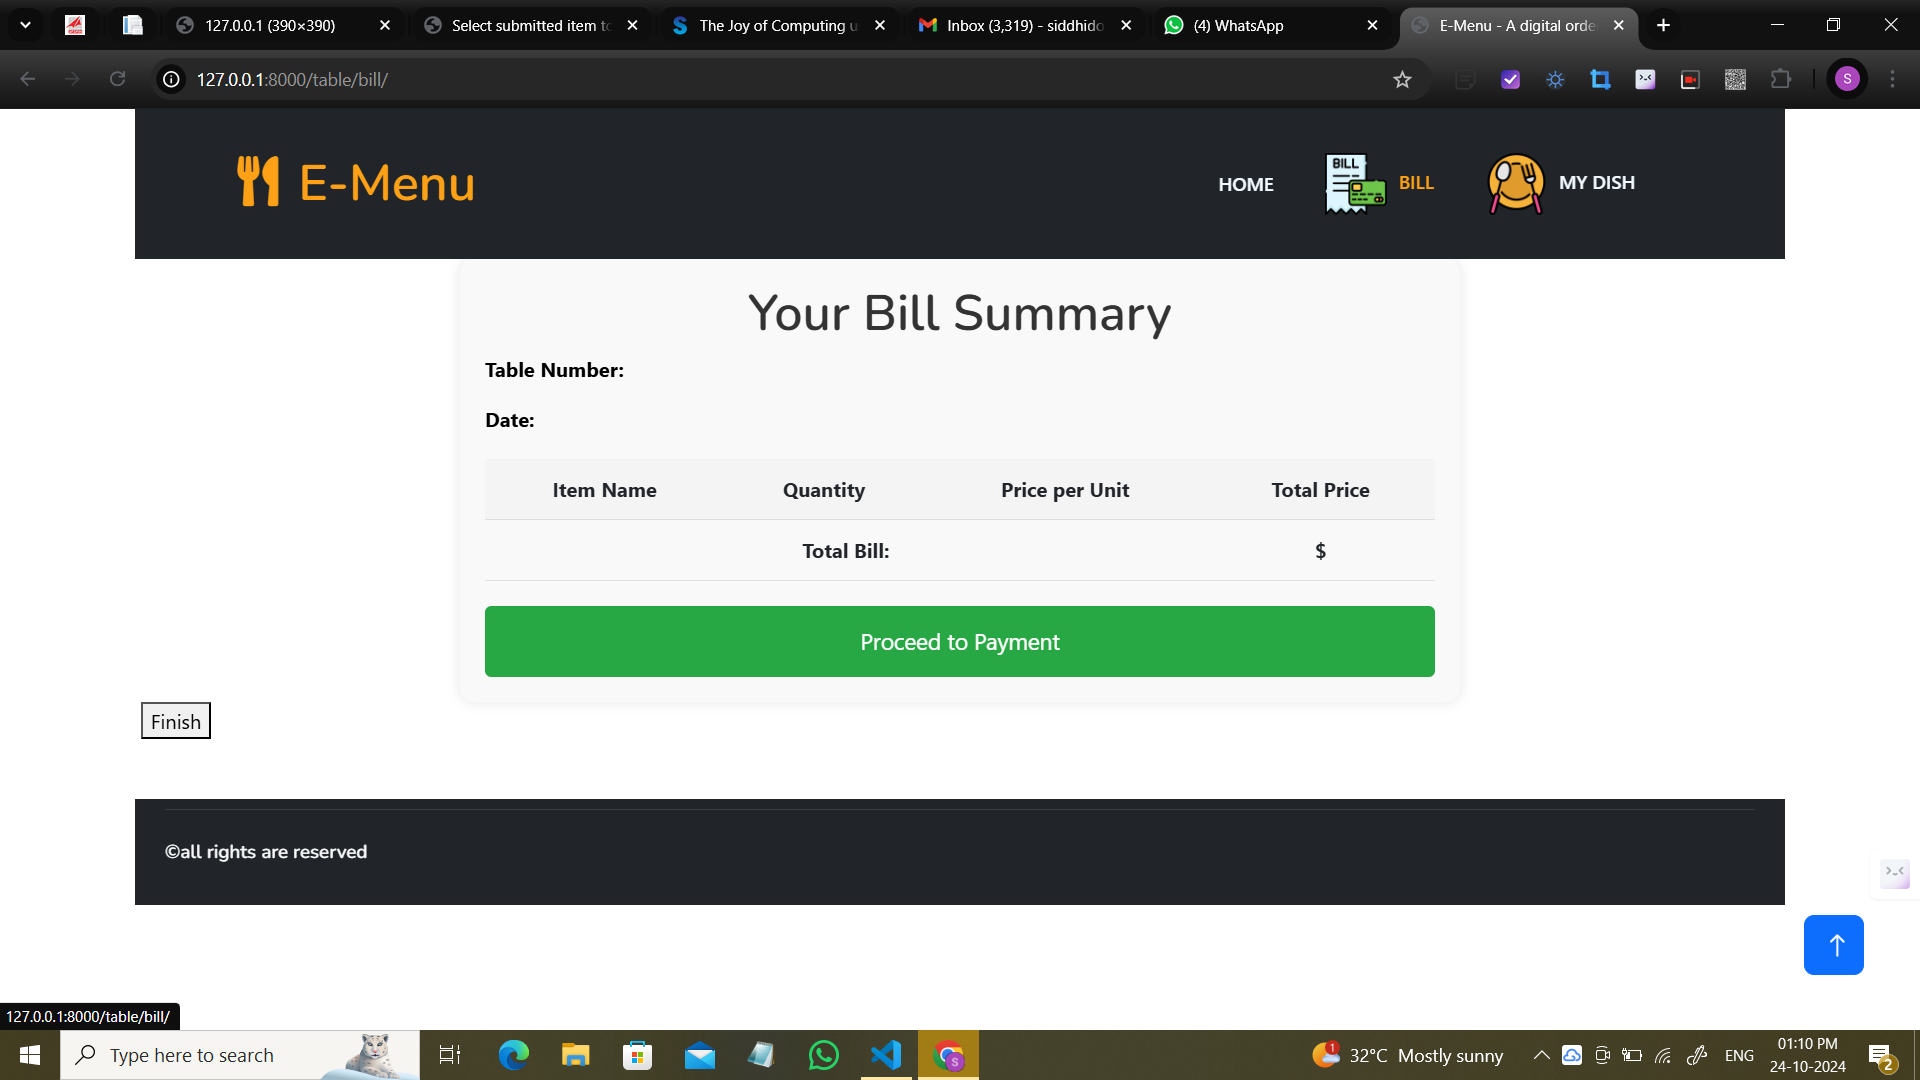 127.0.0.1 (390×390)
Select submitted item to
The Joy of Computing u
Inbox (3,319) - siddhido
(4) WhatsApp
E-Menu - A digital orde
127.0.0.1:8000/table/bill/
S
E-Menu
HOME
BILL
BILL
MY DISH
Your Bill Summary
Table Number:
Date:
Item Name Quantity Price per Unit Total Price
Total Bill: $
Proceed to Payment
Finish
©all rights are reserved
127.0.0.1:8000/table/bill/
Type here to search
S
1
32°C Mostly sunny
ENG
01:10 PM
24-10-2024
2